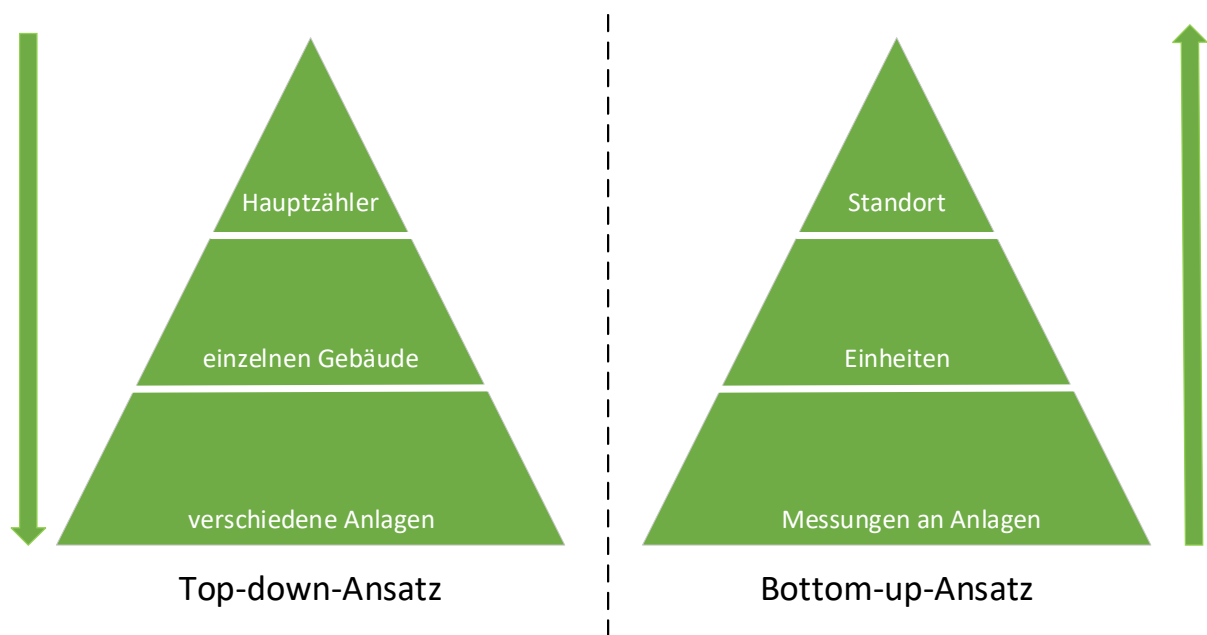 Hauptzähler
einzelnen Gebäude
verschiedene Anlagen
Top-down-Ansatz
Standort
Einheiten
Messungen an Anlagen
Bottom-up-Ansatz